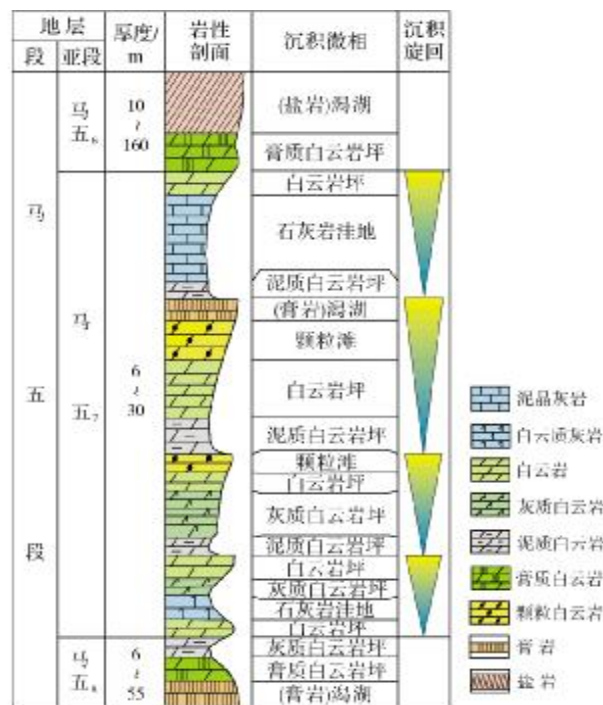 地层
厚度/
m
岩性
剖面
沉积微相
沉积
旋回
段
亚段
马
五
段
马
五₆
10
~
160
(盐岩)潟湖
膏质白云岩坪
马
五₇
6
~
30
白云岩坪
石灰岩洼地
泥质白云岩坪
(膏岩)潟湖
颗粒滩
白云岩坪
泥质白云岩坪
颗粒滩
白云岩坪
灰质白云岩坪
泥质白云岩坪
白云岩坪
灰质白云岩坪
石灰岩洼地
白云岩坪
马
五₈
6
~
55
灰质白云岩坪
膏质白云岩坪
(膏岩)潟湖
泥晶灰岩
白云质灰岩
白云岩
灰质白云岩
泥质白云岩
膏质白云岩
颗粒白云岩
膏岩
盐岩